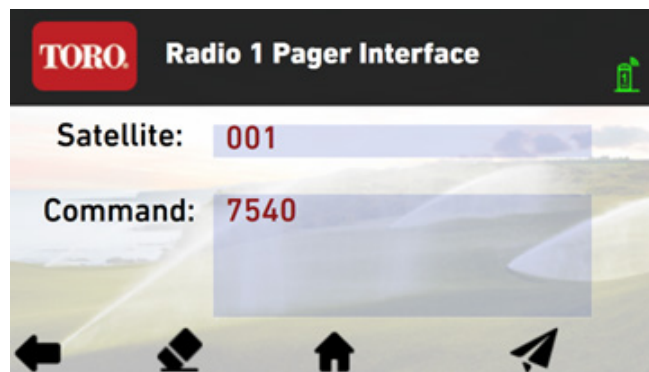 TORO. Radio 1 Pager Interface
1
Satellite: 001
Command: 7540